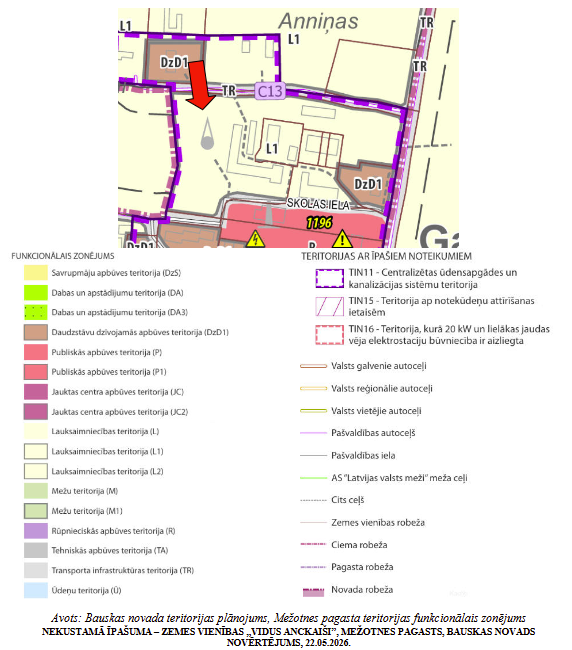 Anniņas
TR
L1
DzD1
TR
TR
C13
L1
DzD1
SKOLAS IELA
1196
DzD1
P
Ga
FUNKCIONĀLAIS ZONĒJUMS
Savrupmāju apbūves teritorija (DzS)
Dabas un apstādījumu teritorija (DA)
Dabas un apstādījumu teritorija (DA3)
Daudzstāvu dzīvojamās apbūves teritorija (DzD1)
Publiskās apbūves teritorija (P)
Publiskās apbūves teritorija (P1)
Jauktas centra apbūves teritorija (JC)
Jauktas centra apbūves teritorija (JC2)
Lauksaimniecības teritorija (L)
Lauksaimniecības teritorija (L1)
Lauksaimniecības teritorija (L2)
Mežu teritorija (M)
Mežu teritorija (M1)
Rūpnieciskās apbūves teritorija (R)
Tehniskās apbūves teritorija (TA)
Transporta infrastruktūras teritorija (TR)
Ūdeņu teritorija (Ū)
TERITORIJAS AR ĪPAŠIEM NOTEIKUMIEM
TIN11 - Centralizētas ūdensapgādes un
kanalizācijas sistēmu teritorija
TIN15 - Teritorija ap notekūdeņu attīrīšanas
ietaisēm
TIN16 - Teritorija, kurā 20 kW un lielākas jaudas
vēja elektrostaciju būvniecība ir aizliegta
Valsts galvenie autoceļi
Valsts reģionālie autoceļi
Valsts vietējie autoceļi
Pašvaldības autoceļš
Pašvaldības iela
AS "Latvijas valsts meži" meža ceļi
Cits ceļš
Zemes vienības robeža
Ciema robeža
Pagasta robeža
Novada robeža
Avots: Bauskas novada teritorijas plānojums, Mežotnes pagasta teritorijas funkcionālais zonējums
NEKUSTAMĀ ĪPAŠUMA – ZEMES VIENĪBAS „VIDUS ANCKAIŠI”, MEŽOTNES PAGASTS, BAUSKAS NOVADS
NOVĒRTĒJUMS, 22.05.2026.